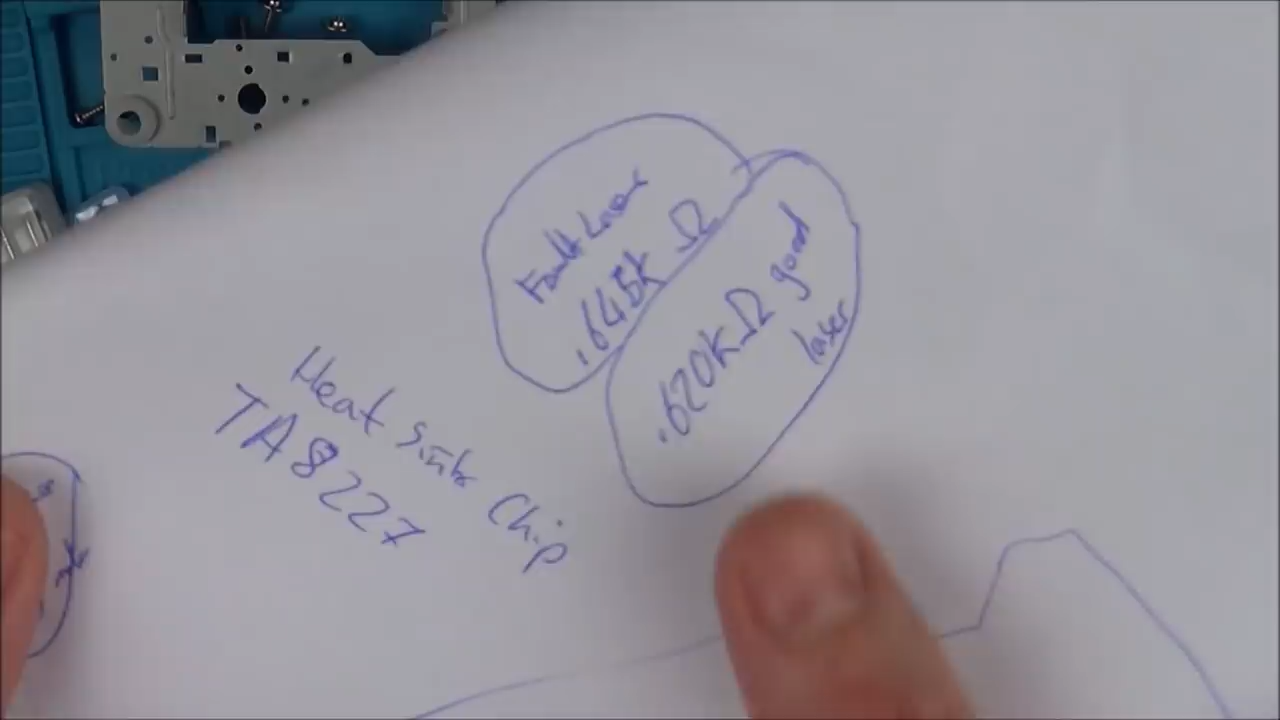 Fault Laser
.645k Ω
.620k Ω good
laser
Heat sink Chip
TA8227